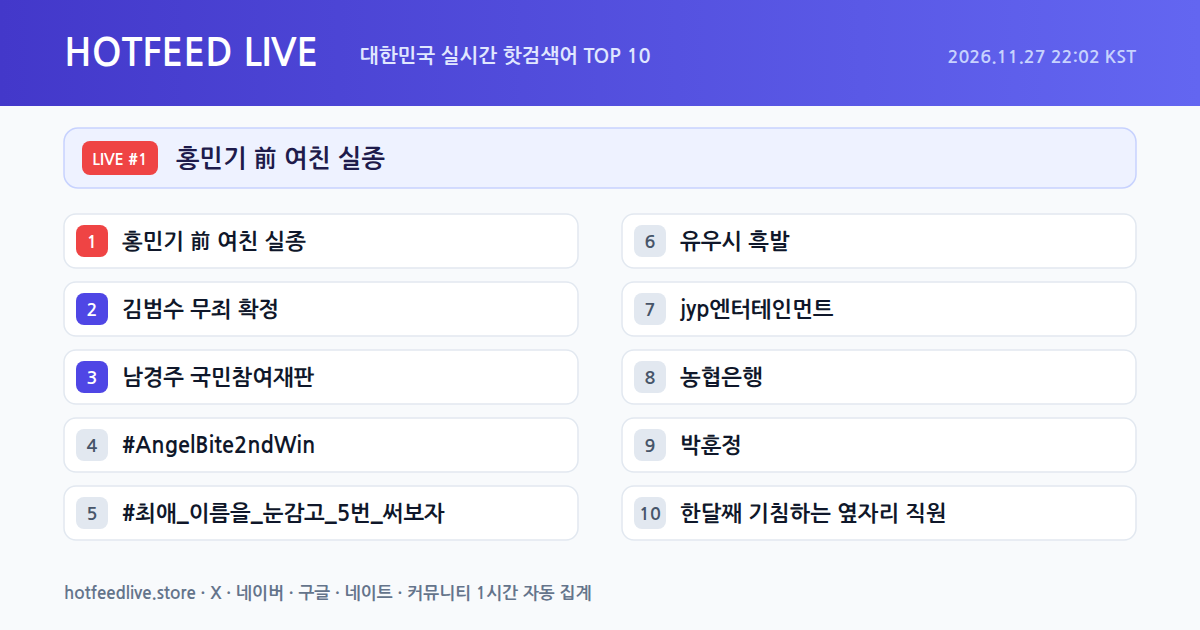 HOTFEED LIVE 대한민국 실시간 핫검색어 TOP 10 2026.11.27 22:02 KST
LIVE #1 홍민기 前 여친 실종
1 홍민기 前 여친 실종
2 김범수 무죄 확정
3 남경주 국민참여재판
4 #AngelBite2ndWin
5 #최애_이름을_눈감고_5번_써보자
6 유우시 흑발
7 jyp엔터테인먼트
8 농협은행
9 박훈정
10 한달째 기침하는 옆자리 직원
hotfeedlive.store · X · 네이버 · 구글 · 네이트 · 커뮤니티 1시간 자동 집계